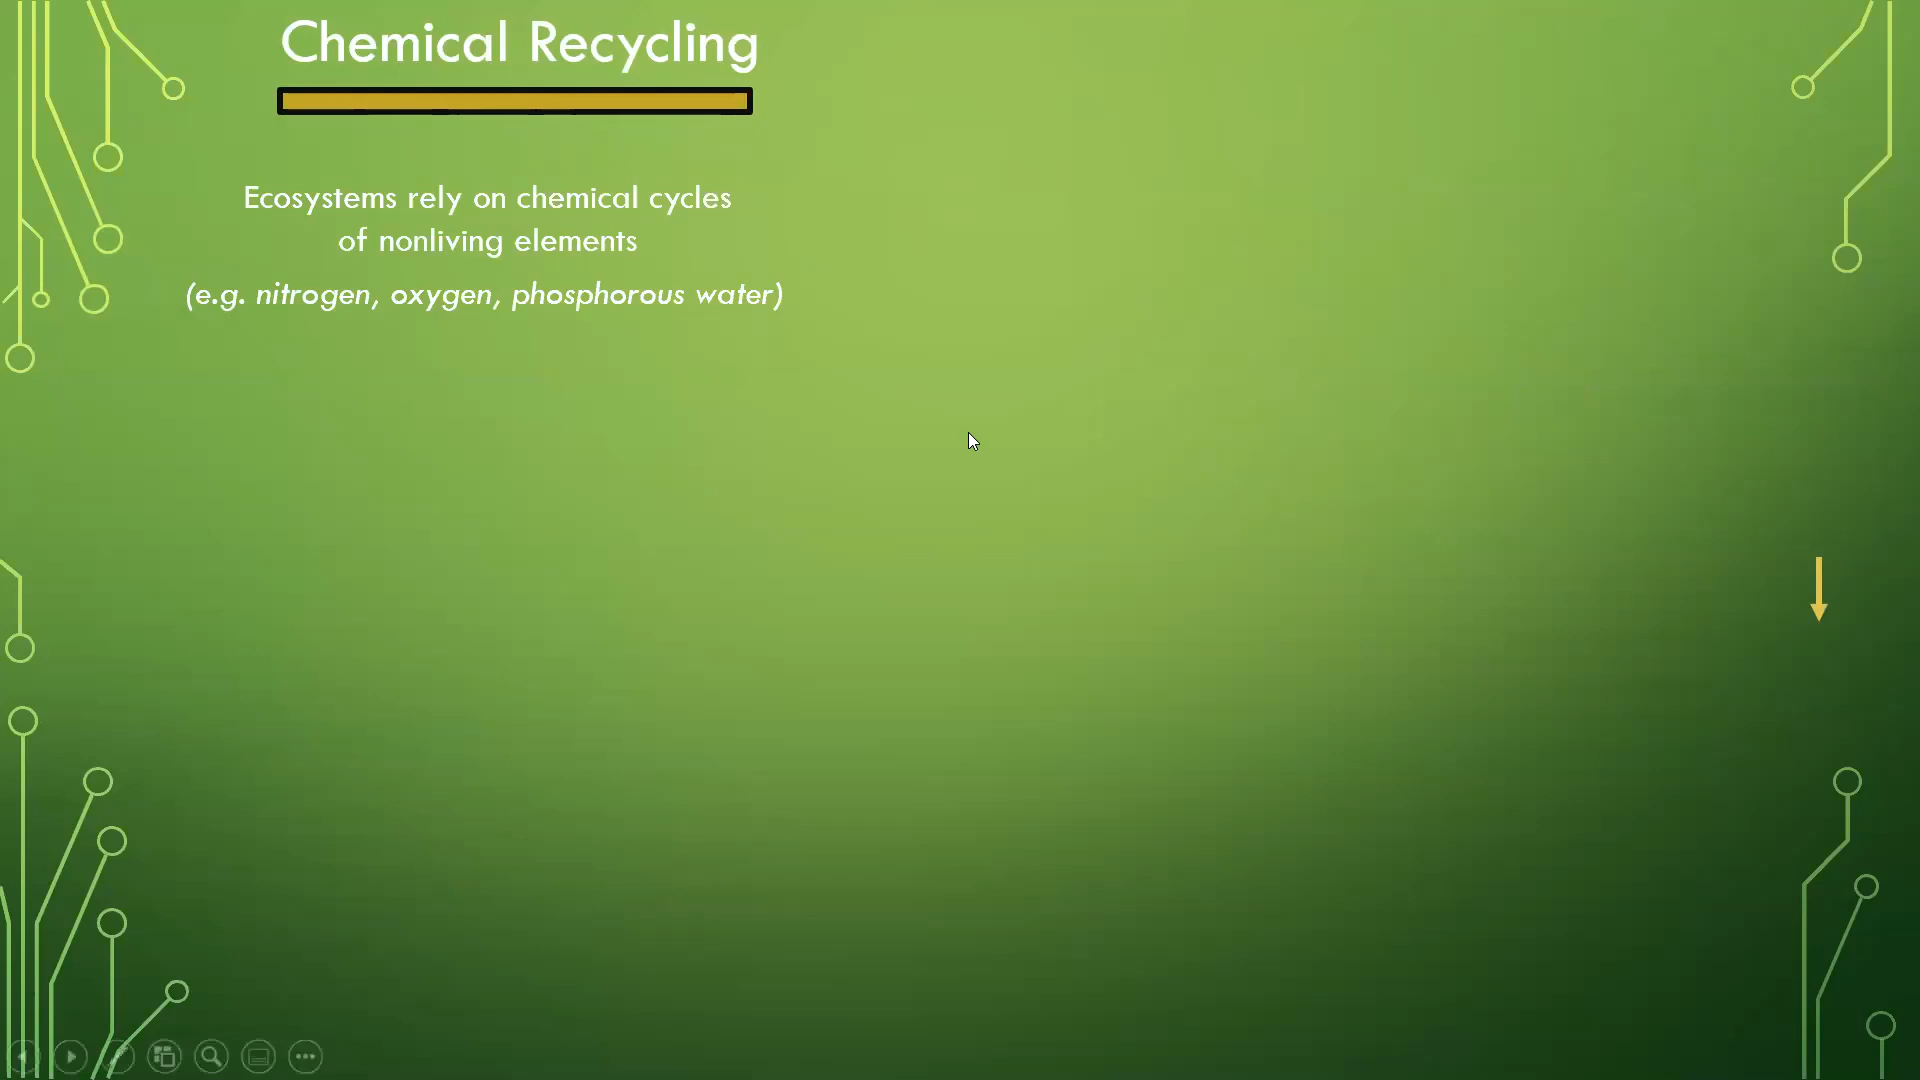 Chemical Recycling
Ecosystems rely on chemical cycles
of nonliving elements
(e.g. nitrogen, oxygen, phosphorous water)